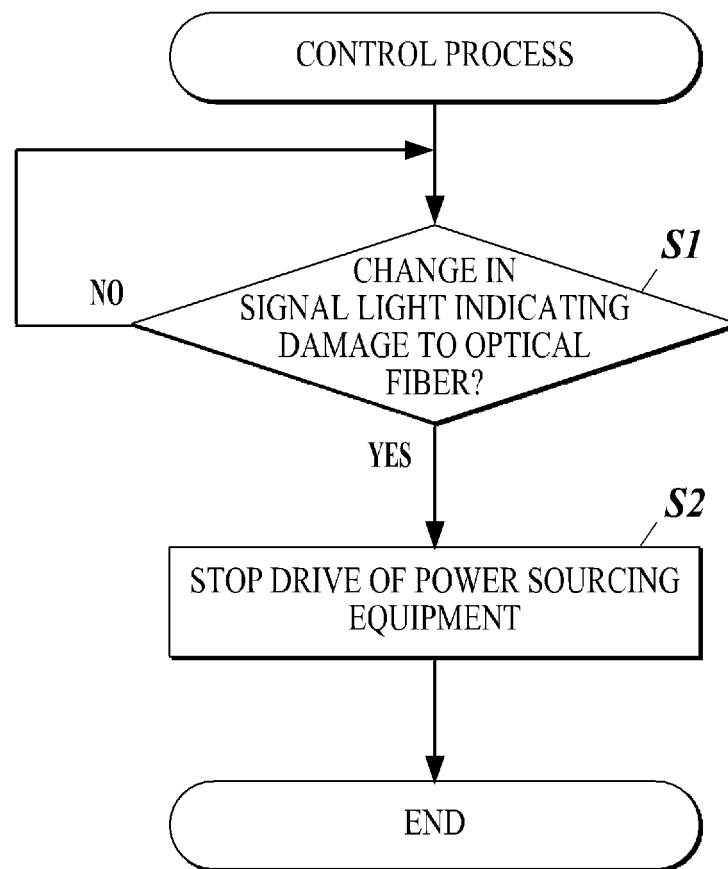 CONTROL PROCESS
S1
CHANGE IN
SIGNAL LIGHT INDICATING
DAMAGE TO OPTICAL
FIBER?
NO
YES
S2
STOP DRIVE OF POWER SOURCING
EQUIPMENT
END